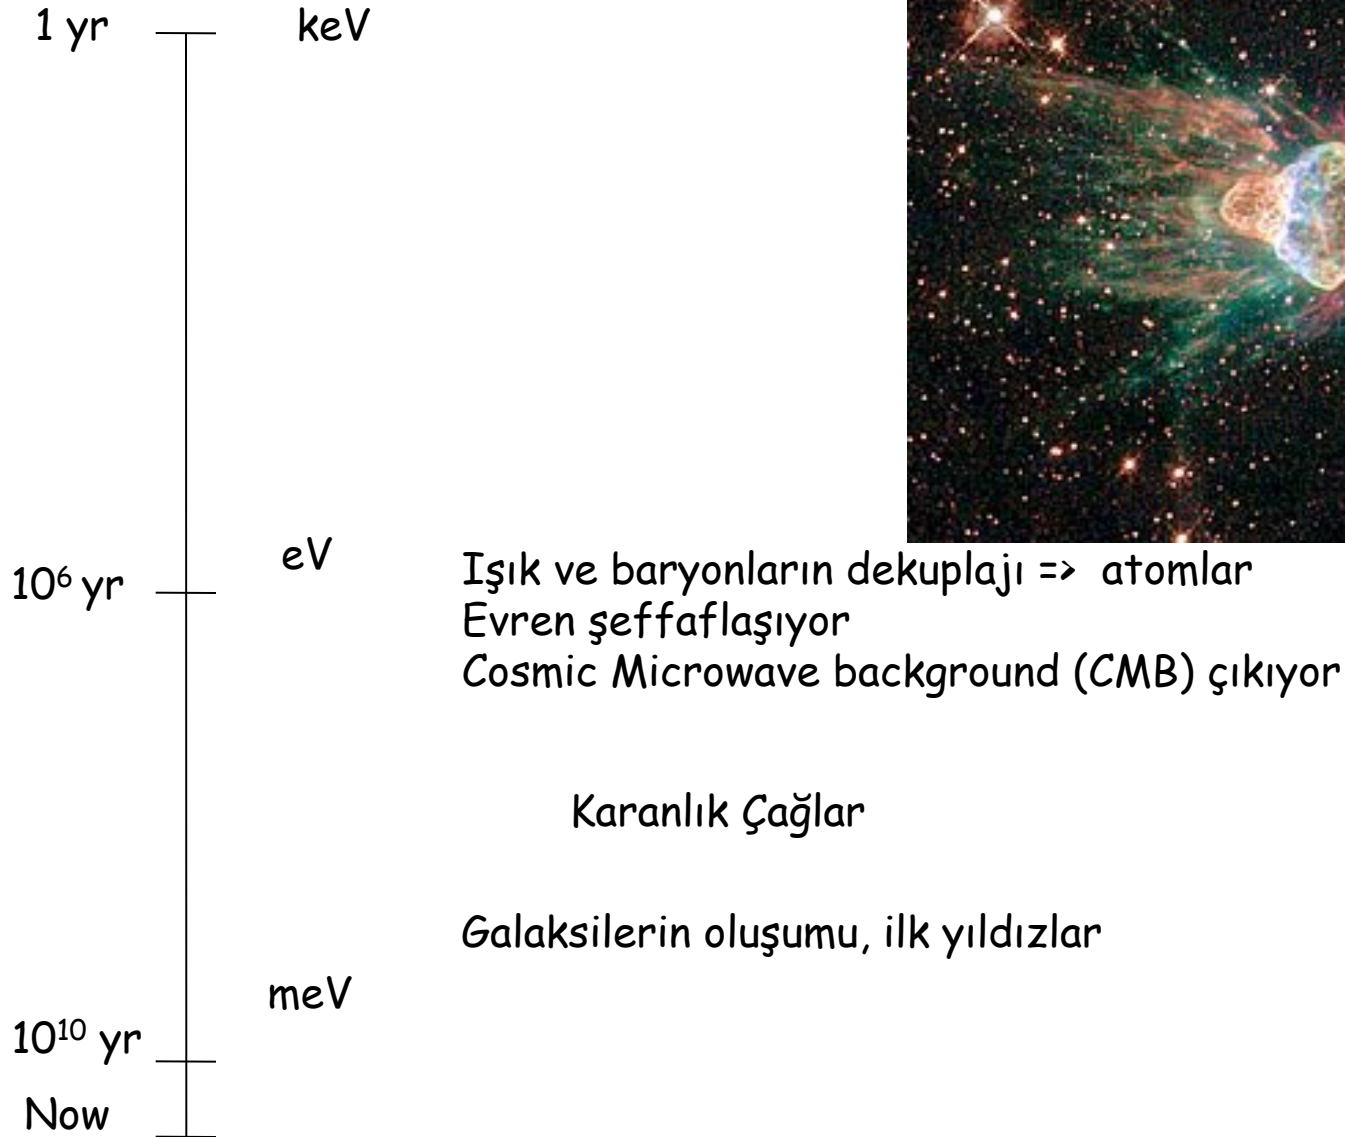 1 yr keV
eV
10⁶ yr
Işık ve baryonların dekuplajı => atomlar
Evren şeffaflaşıyor
Cosmic Microwave background (CMB) çıkıyor
Karanlık Çağlar
Galaksilerin oluşumu, ilk yıldızlar
meV
10¹⁰ yr
Now